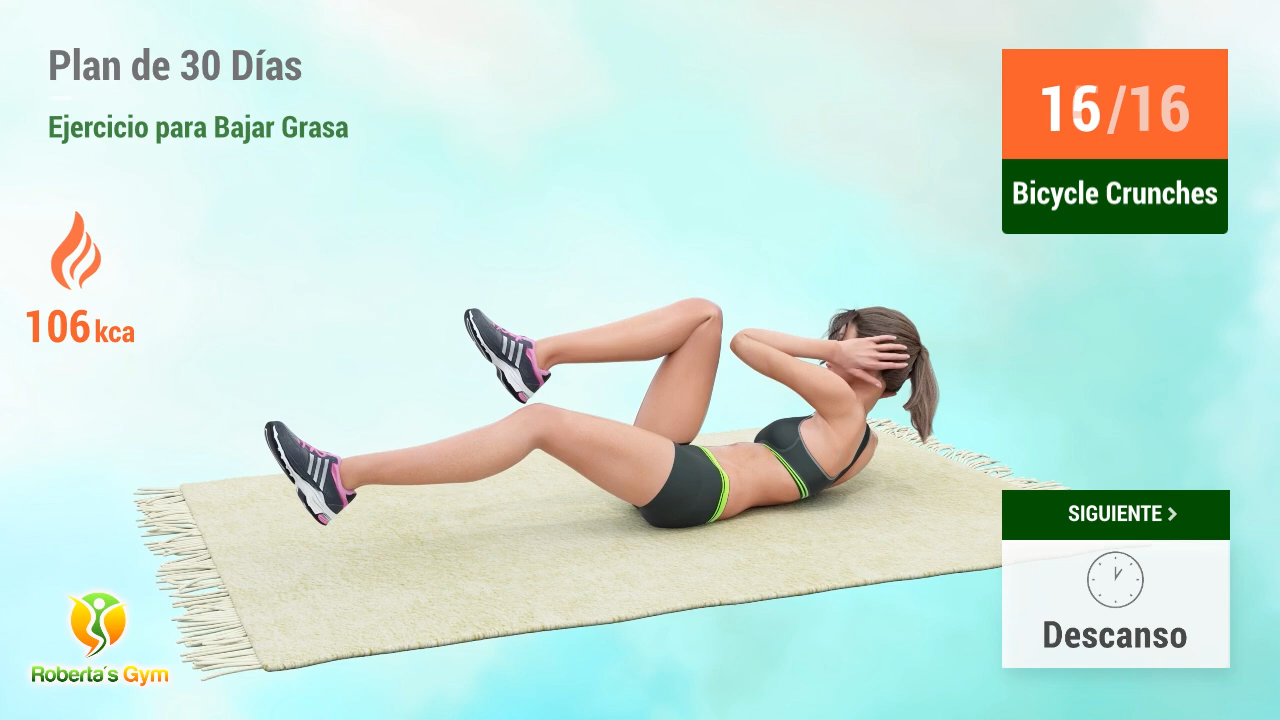 Plan de 30 Días
Ejercicio para Bajar Grasa
16/16
Bicycle Crunches
106 kca
SIGUIENTE >
Descanso
Roberta´s Gym